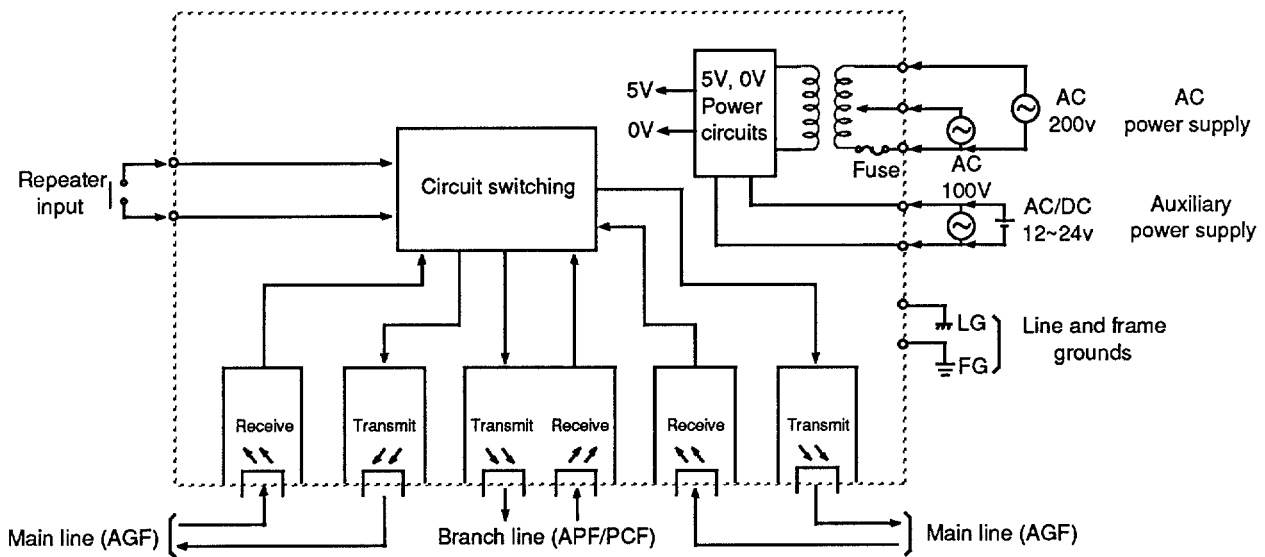 5V
0V
5V, 0V
Power
circuits
Fuse
AC
200v
AC
power supply
AC
100V
AC/DC
12~24v
Auxiliary
power supply
Repeater
input
Circuit switching
LG
FG
Line and frame
grounds
Receive
Transmit
Transmit
Receive
Receive
Transmit
Main line (AGF)
Branch line (APF/PCF)
Main line (AGF)